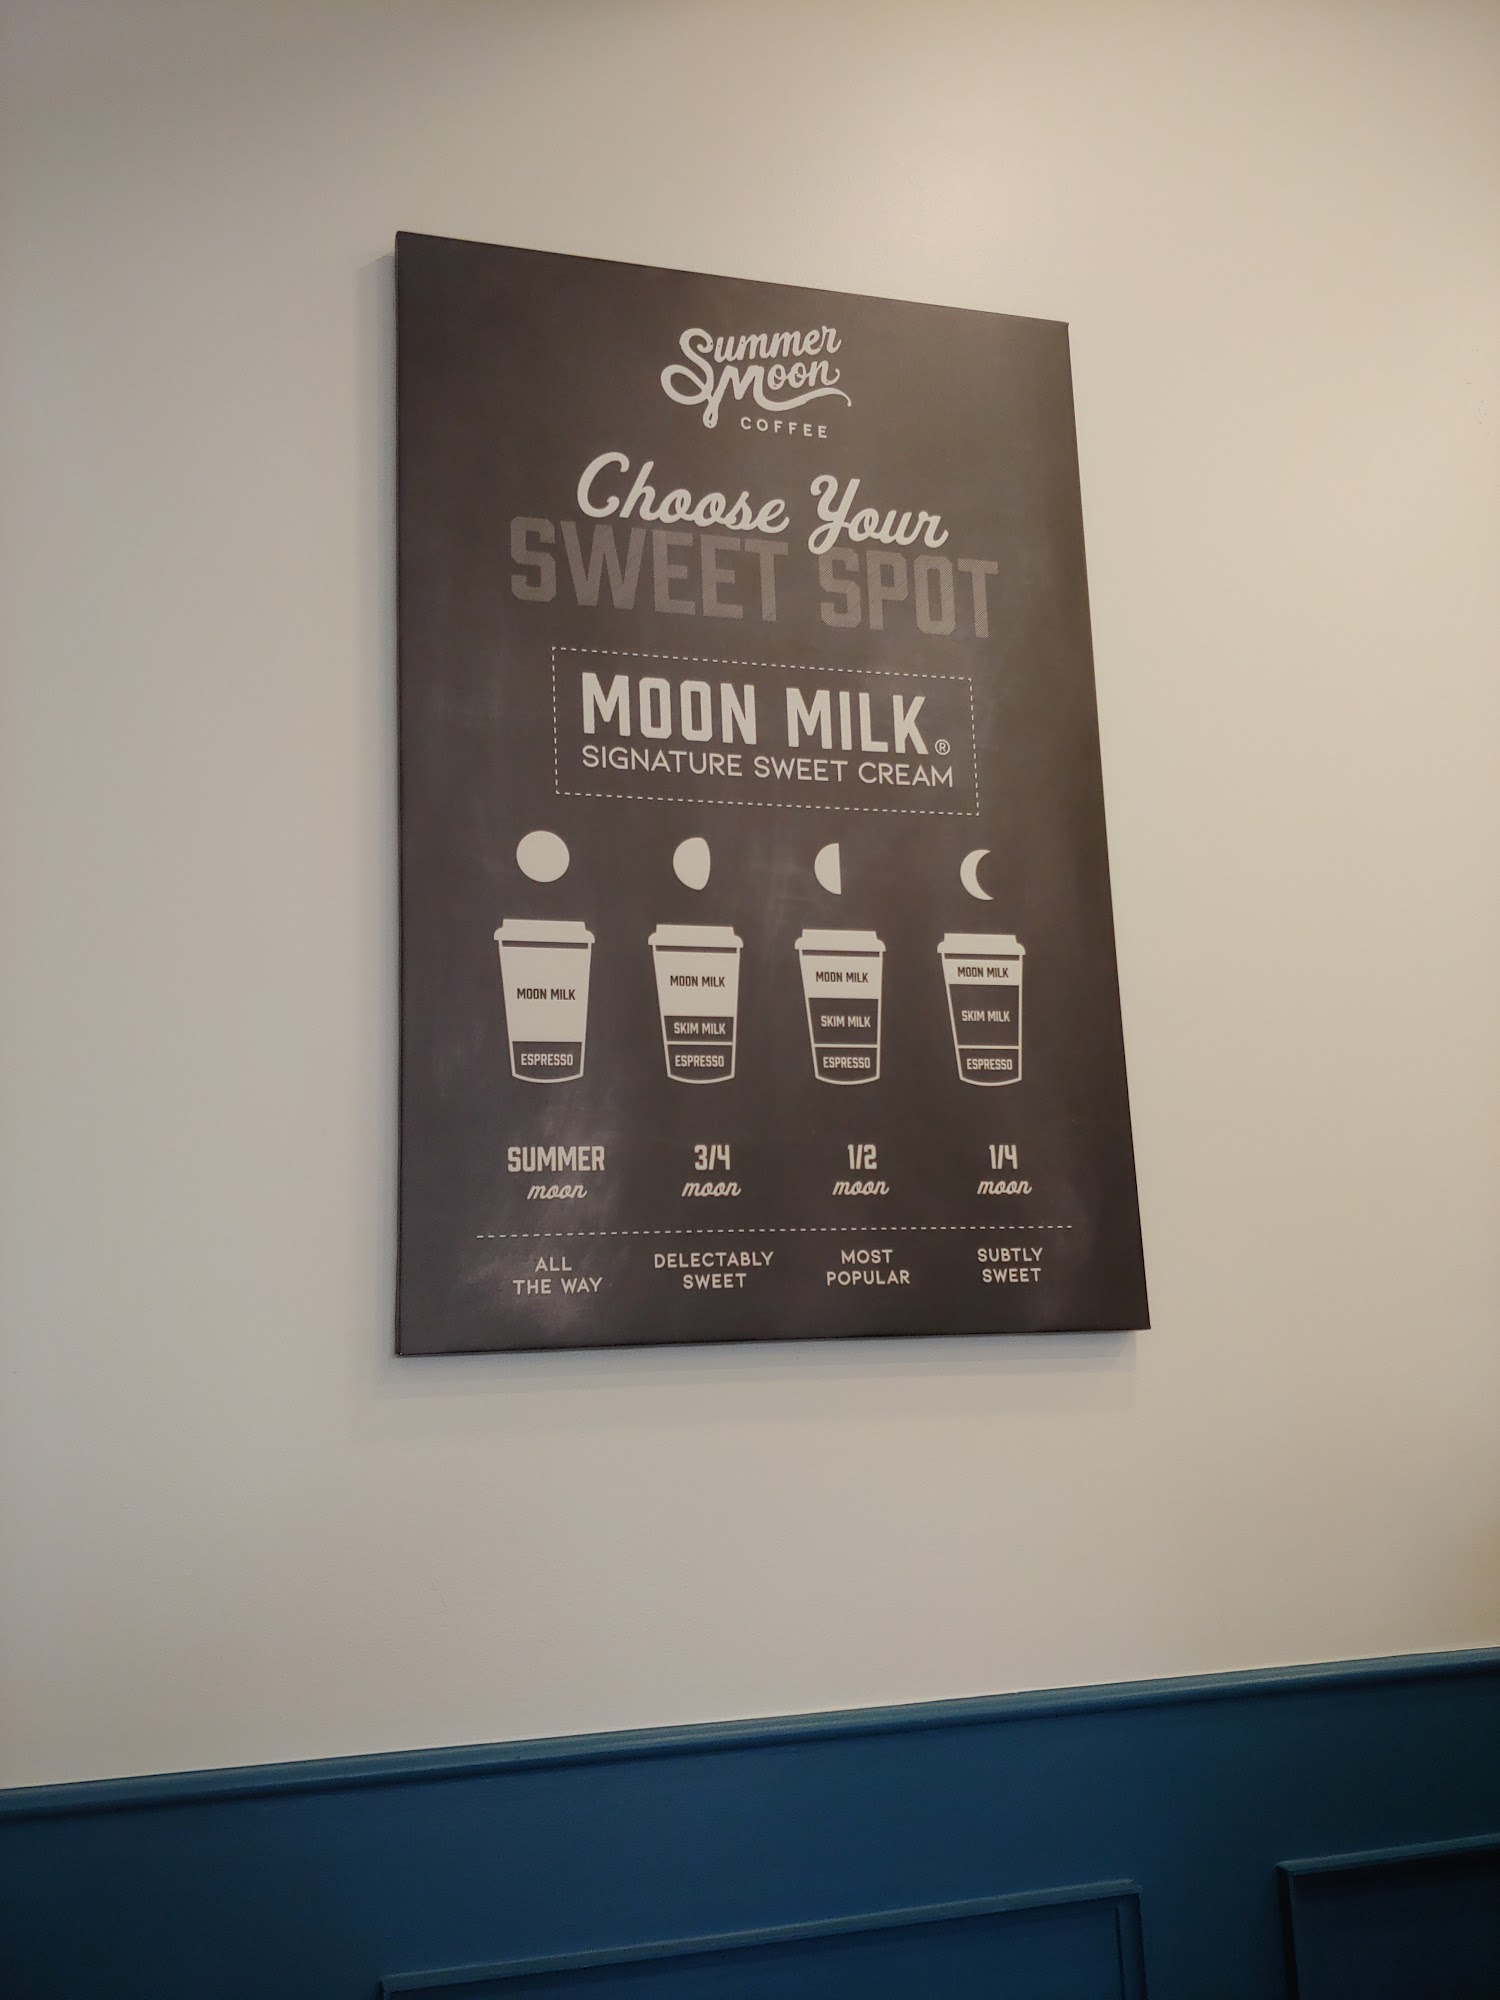 Summer
Moon
COFFEE
Choose Your
SWEET SPOT
MOON MILK®
SIGNATURE SWEET CREAM
MOON MILK
ESPRESSO
MOON MILK
SKIM MILK
ESPRESSO
MOON MILK
SKIM MILK
ESPRESSO
MOON MILK
SKIM MILK
ESPRESSO
SUMMER
moon
3/4
moon
1/2
moon
1/4
moon
ALL
THE WAY
DELECTABLY
SWEET
MOST
POPULAR
SUBTLY
SWEET